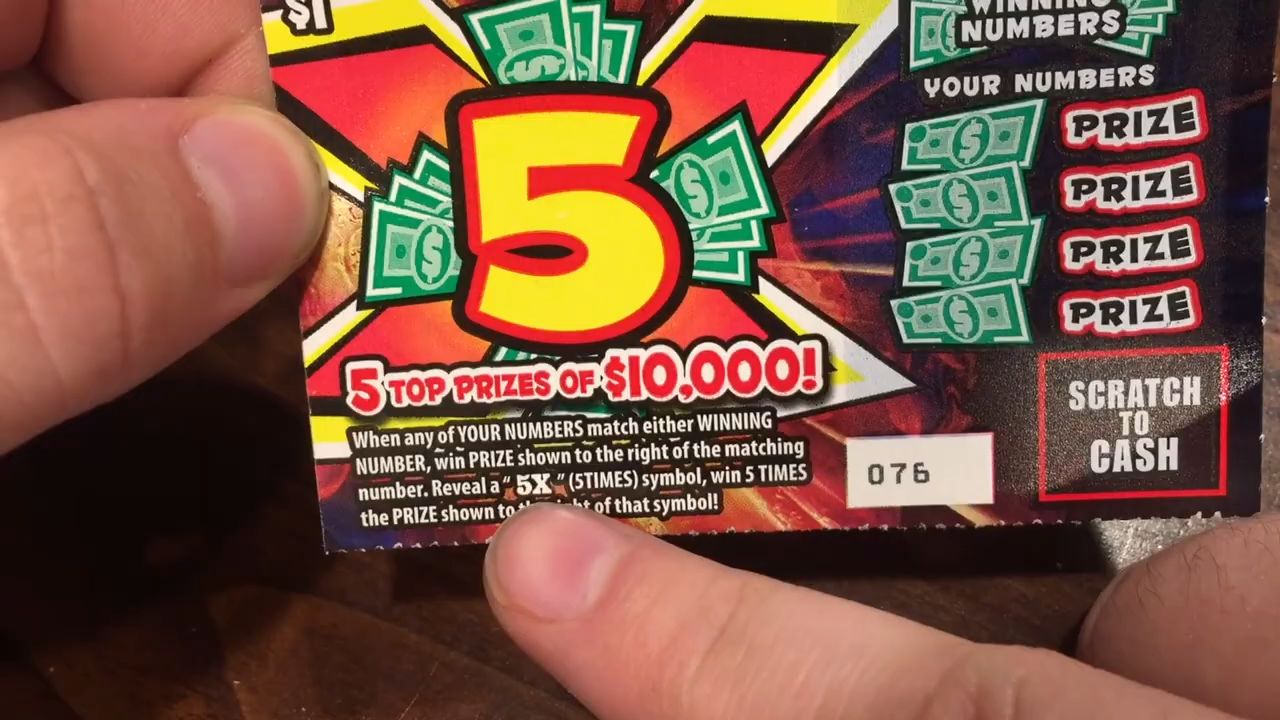 $1
WINNING
NUMBERS
YOUR NUMBERS
PRIZE
PRIZE
PRIZE
PRIZE
5
5 TOP PRIZES OF $10,000!
When any of YOUR NUMBERS match either WINNING
NUMBER, win PRIZE shown to the right of the matching
number. Reveal a " 5X " (5TIMES) symbol, win 5 TIMES
the PRIZE shown to the right of that symbol!
076
SCRATCH
TO
CASH